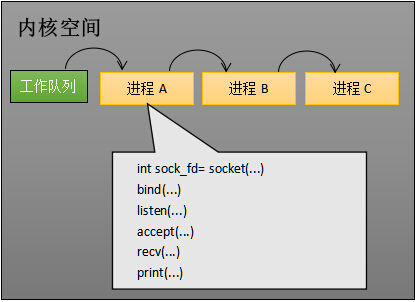 内核空间
工作队列
进程 A
进程 B
进程 C
int sock_fd= socket(...)
bind(...)
listen(...)
accept(...)
recv(...)
print(...)